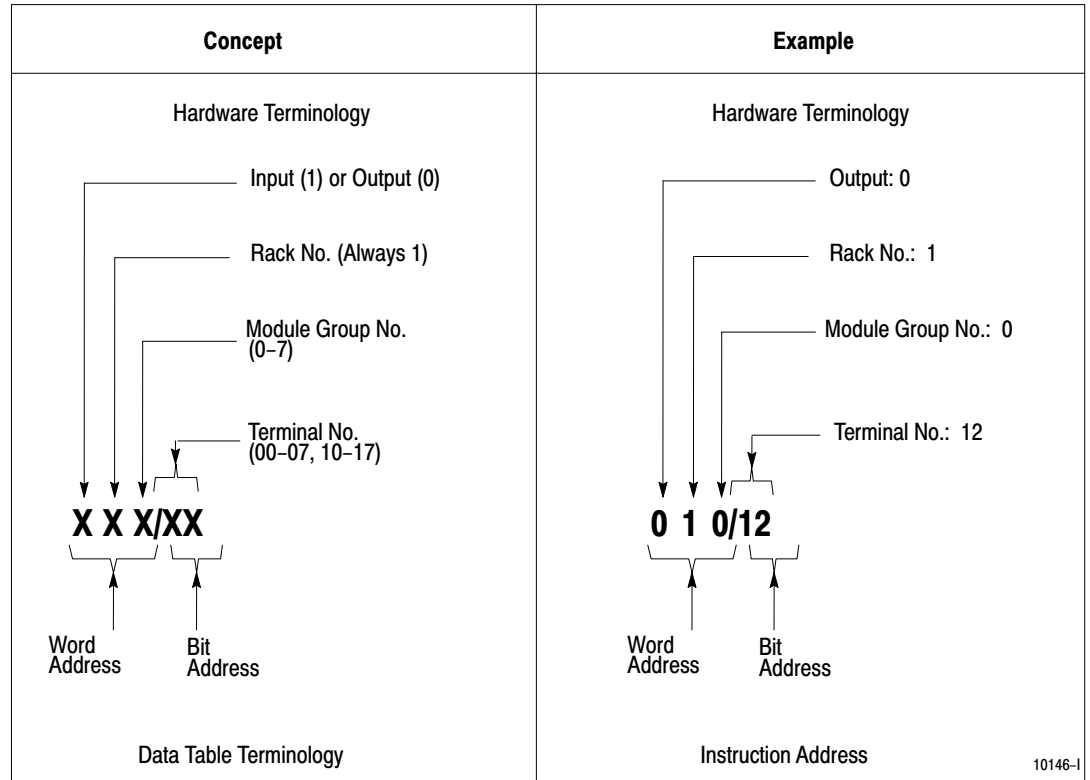 Concept
Hardware Terminology
Input (1) or Output (0)
Rack No. (Always 1)
Module Group No.
(0–7)
Terminal No.
(00–07, 10–17)
X X X/XX
Word
Address
Bit
Address
Data Table Terminology
Example
Hardware Terminology
Output: 0
Rack No.: 1
Module Group No.: 0
Terminal No.: 12
0 1 0/12
Word
Address
Bit
Address
Instruction Address
10146–I